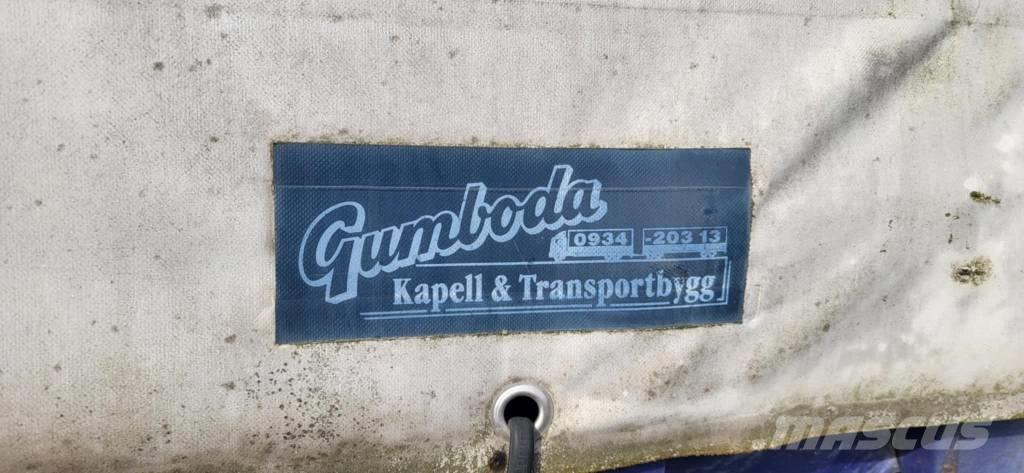 Gumboda
0934 -203 13
Kapell & Transportbygg
MASCUS